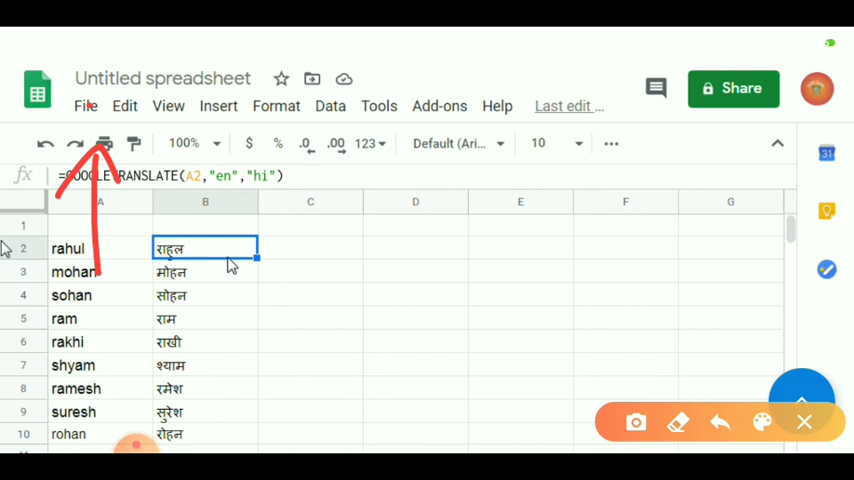 Untitled spreadsheet
File Edit View Insert Format Data Tools Add-ons Help Last edit ...
Share
100% $ % .0 .00 123 Default (Ari... 10
fx =GOOGLETRANSLATE(A2,"en","hi")
31
A B C D E F G
1
2 rahul राहुल
3 mohan मोहन
4 sohan सोहन
5 ram राम
6 rakhi राखी
7 shyam श्याम
8 ramesh रमेश
9 suresh सुरेश
10 rohan रोहन